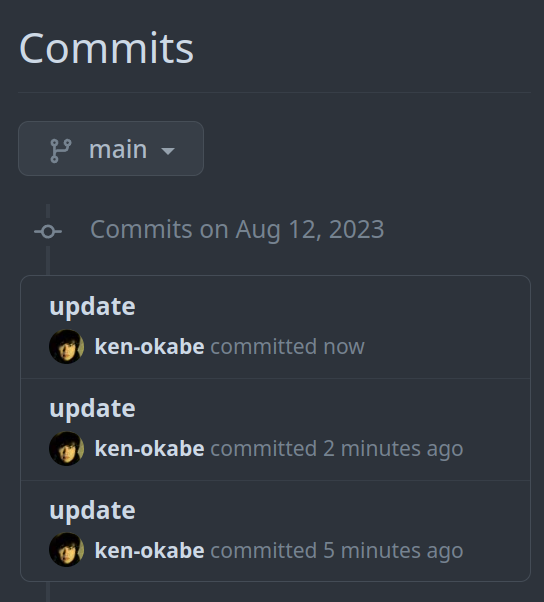 Commits
main
Commits on Aug 12, 2023
update
ken-okabe committed now
update
ken-okabe committed 2 minutes ago
update
ken-okabe committed 5 minutes ago